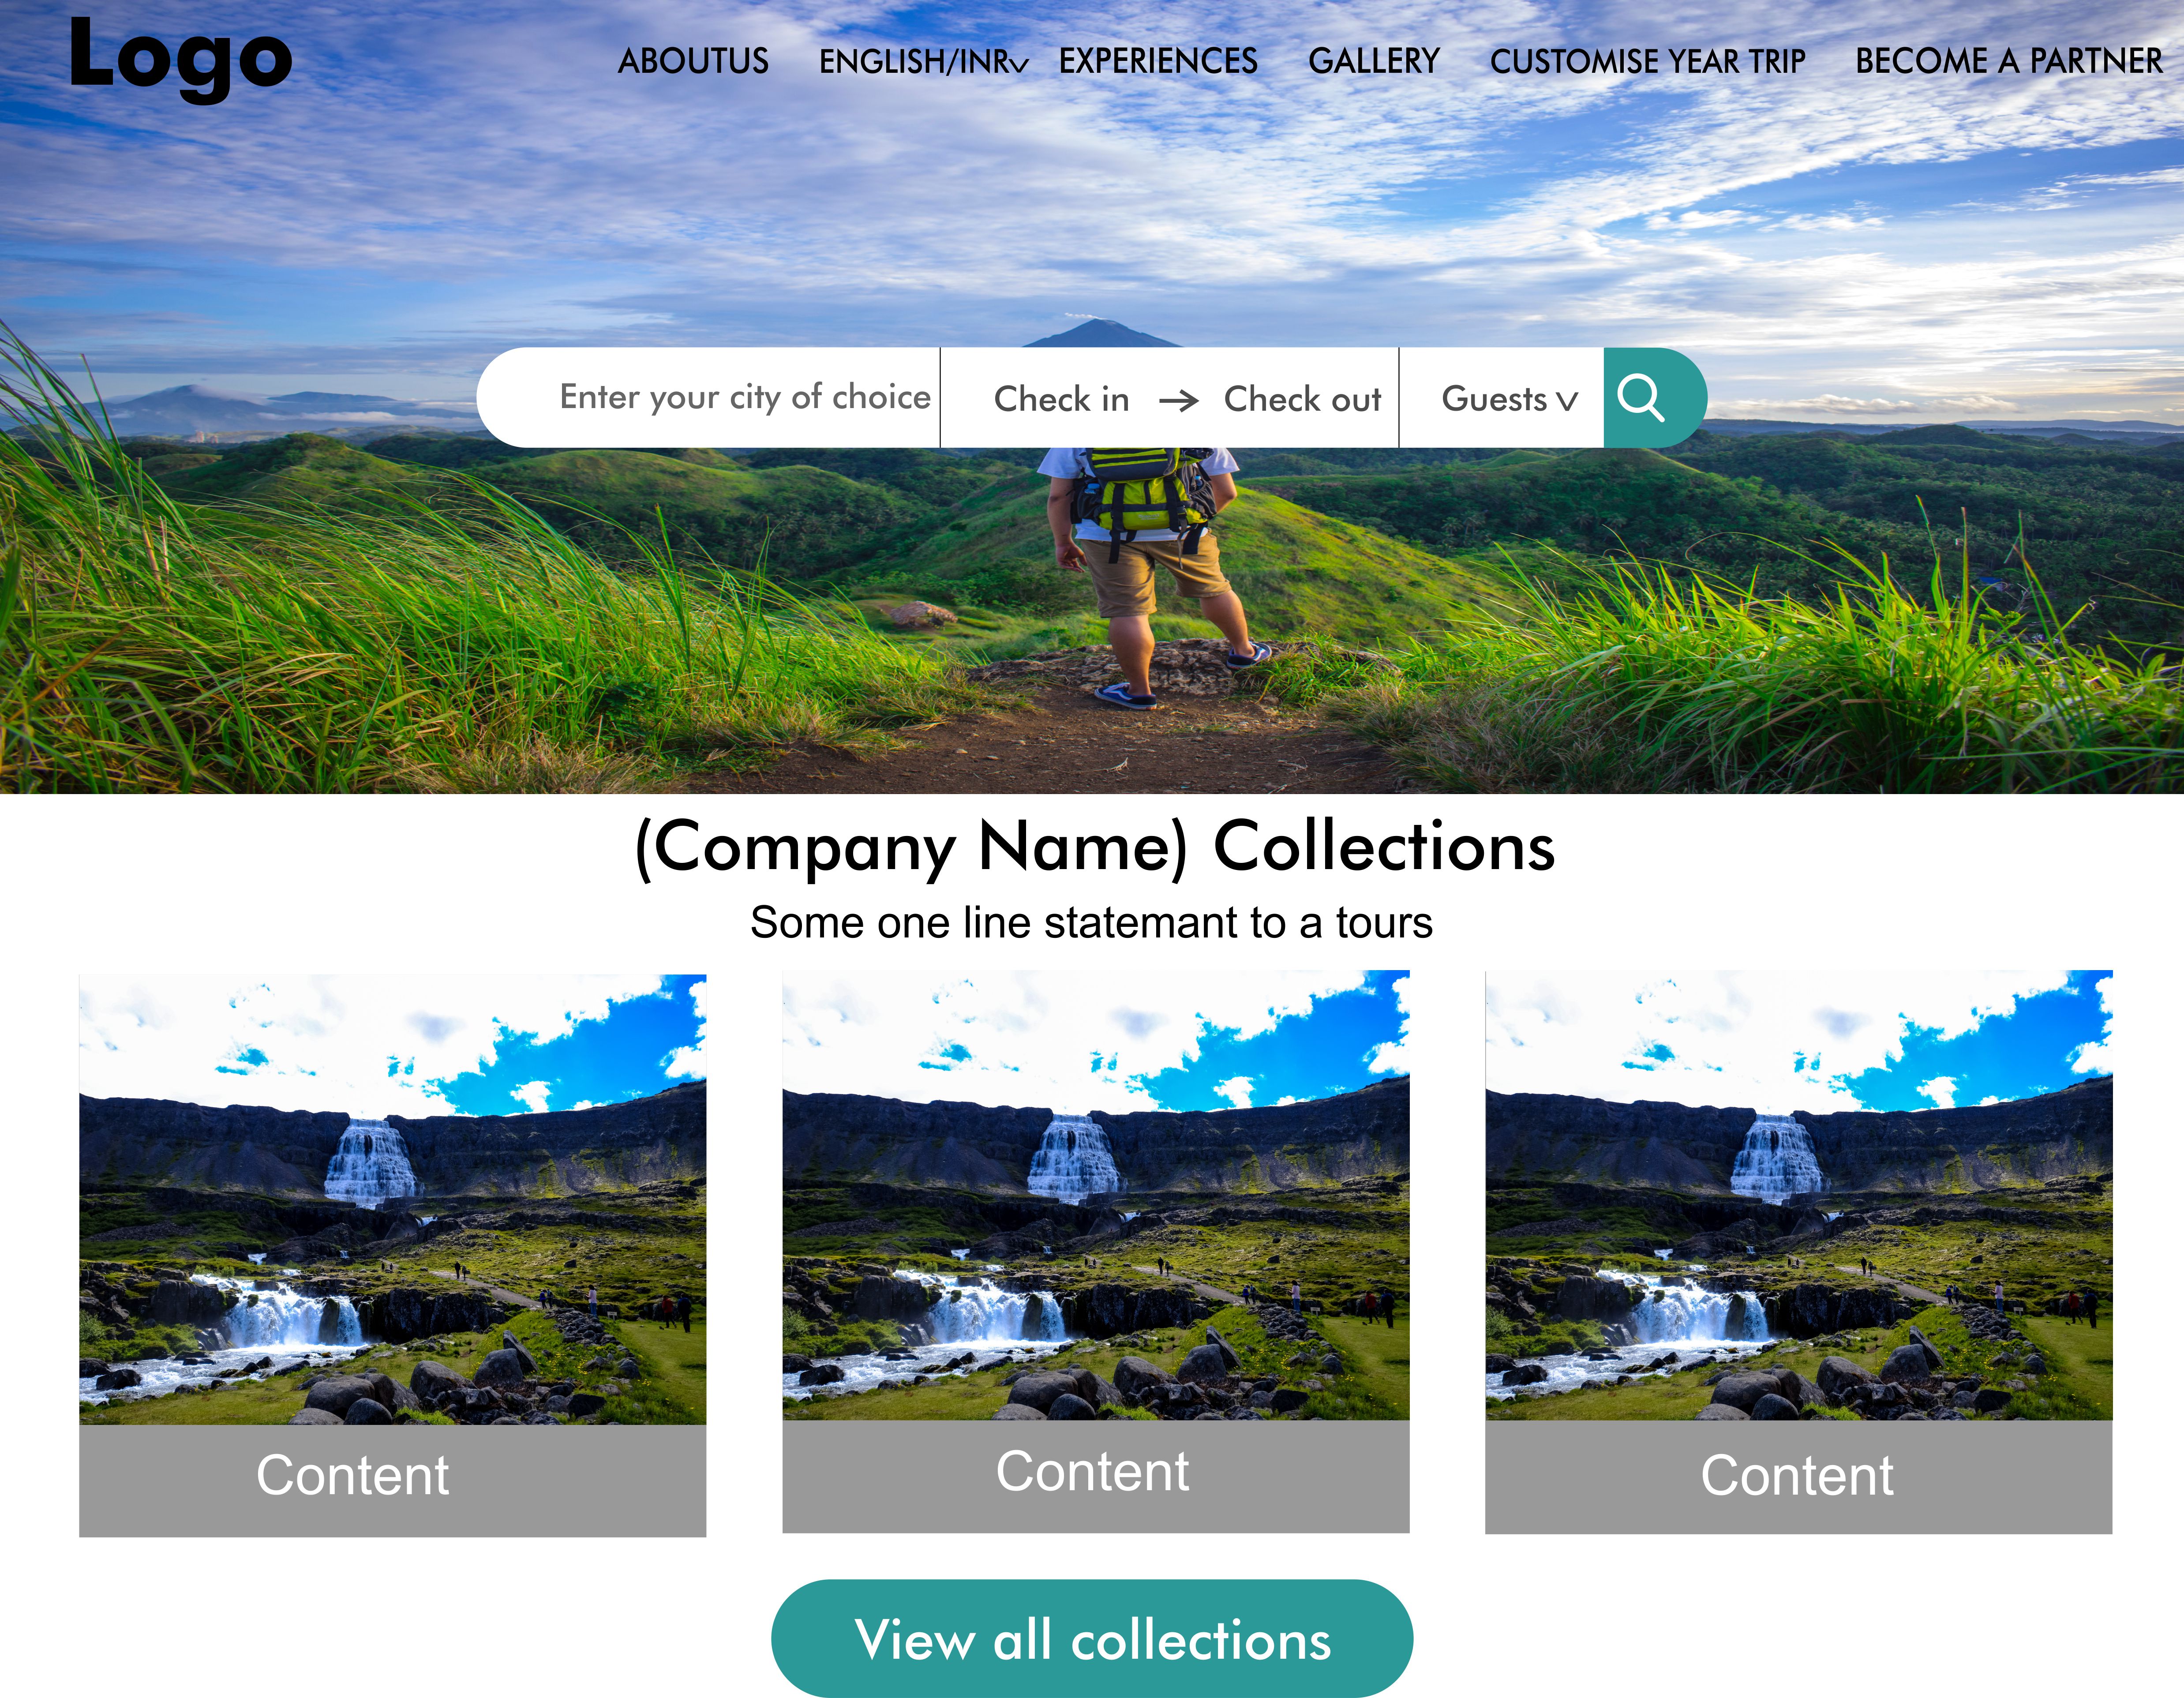 Logo
ABOUTUS ENGLISH/INR EXPERIENCES GALLERY CUSTOMISE YEAR TRIP BECOME A PARTNER
Enter your city of choice Check in → Check out Guests
(Company Name) Collections
Some one line statemant to a tours
Content Content Content
View all collections